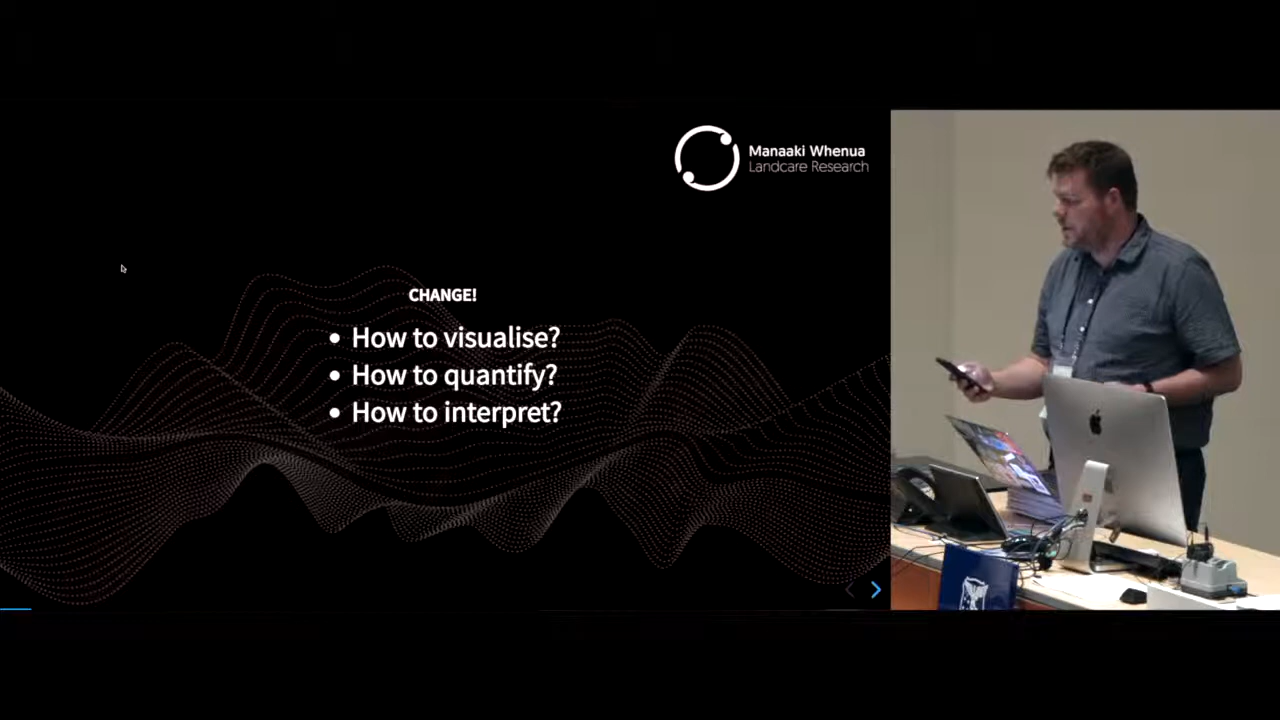 Manaaki Whenua
Landcare Research
CHANGE!
• How to visualise?
• How to quantify?
• How to interpret?